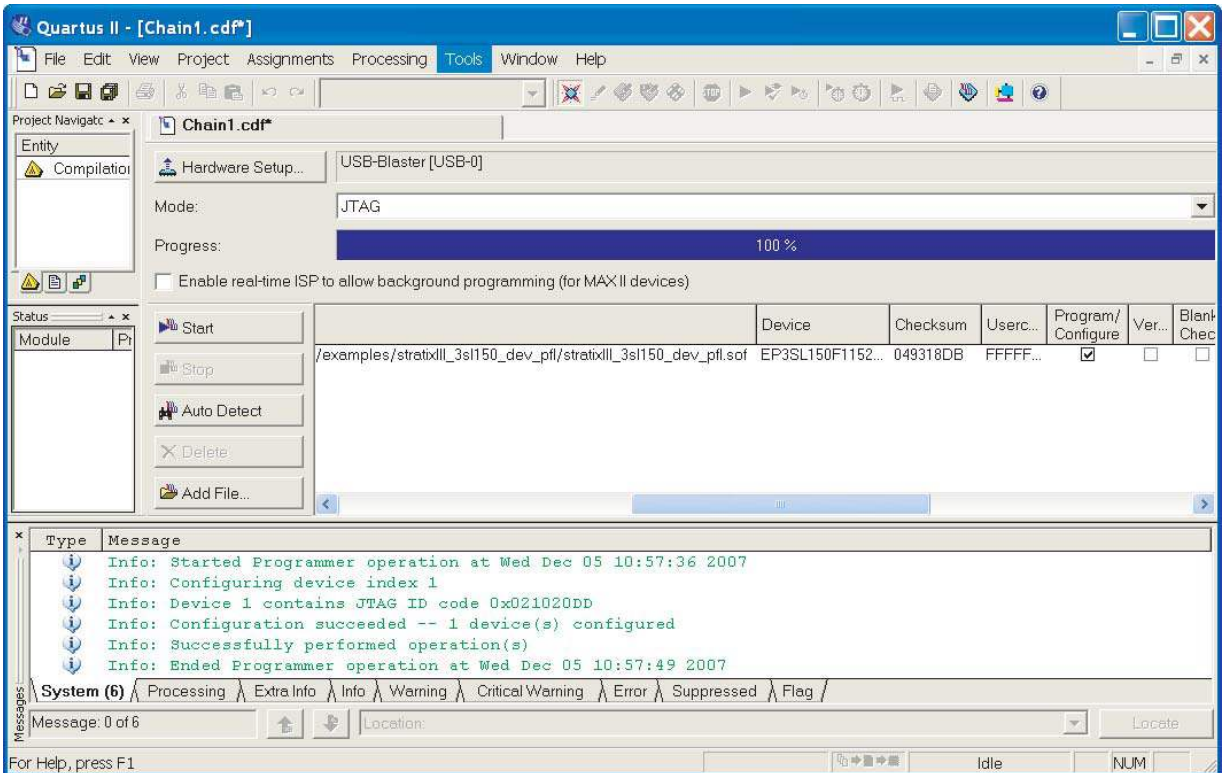 Quartus II - [Chain1.cdf*]
File Edit View Project Assignments Processing Tools Window Help
STOP
Project Navigatc
Chain1.cdf*
Entity
Compilation
Hardware Setup...
USB-Blaster [USB-0]
Mode:
JTAG
Progress:
100 %
Enable real-time ISP to allow background programming (for MAX II devices)
Status
Module Pr
Start
Stop
Auto Detect
Delete
Add File...
Device Checksum Userc... Program/ Configure Ver... Blank Chec
/examples/stratixIII_3sl150_dev_pfl/stratixIII_3sl150_dev_pfl.sof EP3SL150F1152... 049318DB FFFFF...
Type Message
Info: Started Programmer operation at Wed Dec 05 10:57:36 2007
Info: Configuring device index 1
Info: Device 1 contains JTAG ID code 0x021020DD
Info: Configuration succeeded -- 1 device(s) configured
Info: Successfully performed operation(s)
Info: Ended Programmer operation at Wed Dec 05 10:57:49 2007
System (6) Processing Extra Info Info Warning Critical Warning Error Suppressed Flag
Messages
Message: 0 of 6
Location:
Locate
For Help, press F1
Idle
NUM